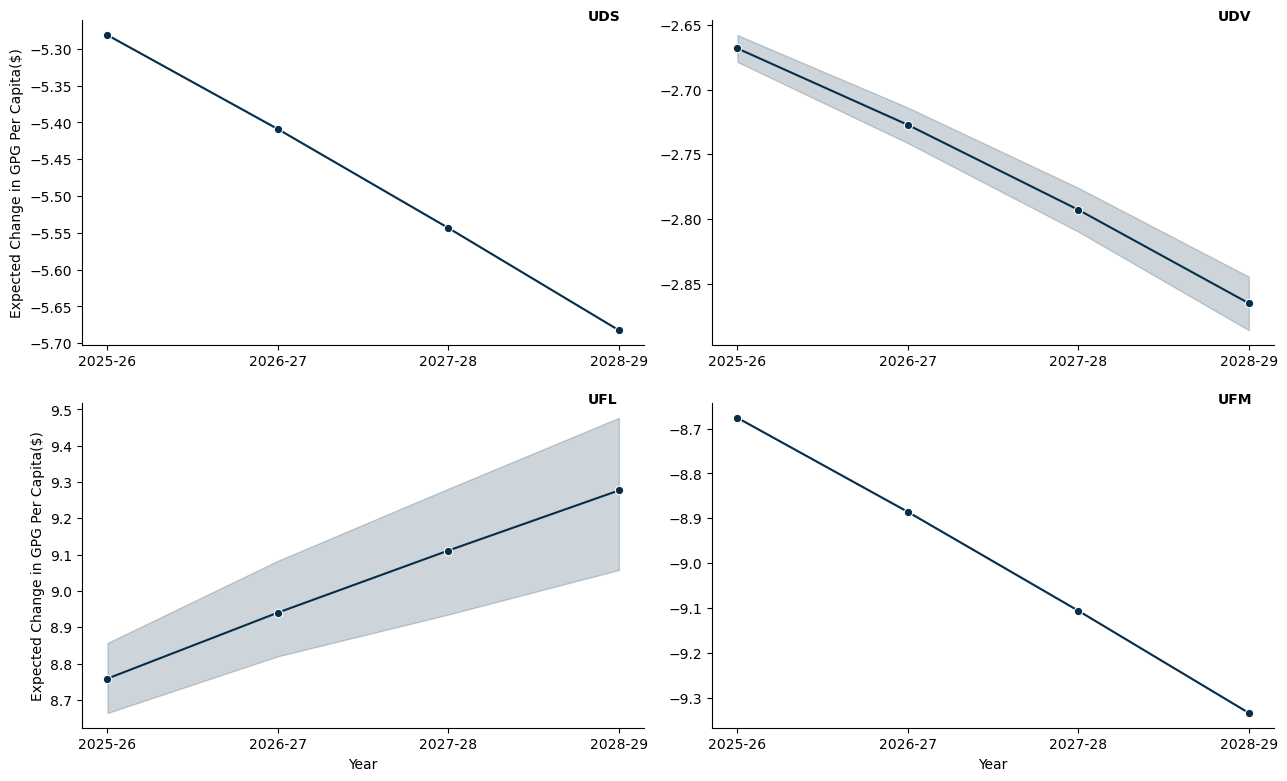 UDS
Expected Change in GPG Per Capita($)
−5.30
−5.35
−5.40
−5.45
−5.50
−5.55
−5.60
−5.65
−5.70
2025-26 2026-27 2027-28 2028-29
UDV
−2.65
−2.70
−2.75
−2.80
−2.85
2025-26 2026-27 2027-28 2028-29
UFL
Expected Change in GPG Per Capita($)
9.5
9.4
9.3
9.2
9.1
9.0
8.9
8.8
8.7
2025-26 2026-27 2027-28 2028-29
Year
UFM
−8.7
−8.8
−8.9
−9.0
−9.1
−9.2
−9.3
2025-26 2026-27 2027-28 2028-29
Year